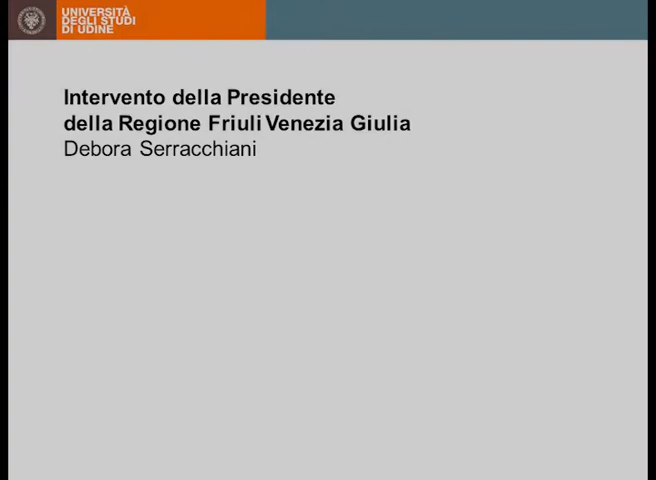 UNIVERSITÀ
DEGLI STUDI
DI UDINE
Intervento della Presidente
della Regione Friuli Venezia Giulia
Debora Serracchiani